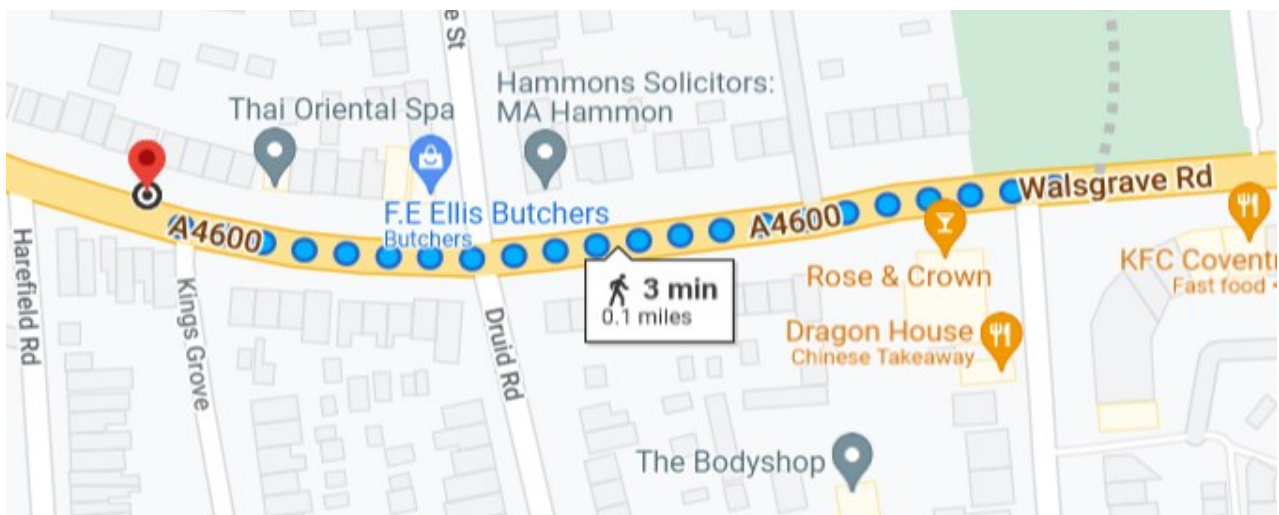 e St
Hammons Solicitors:
MA Hammon
Thai Oriental Spa
Walsgrave Rd
F.E Ellis Butchers
Butchers
A4600
A4600
Harefield Rd
Kings Grove
Druid Rd
3 min
0.1 miles
Rose & Crown
KFC Coventr
Fast food
Dragon House
Chinese Takeaway
The Bodyshop